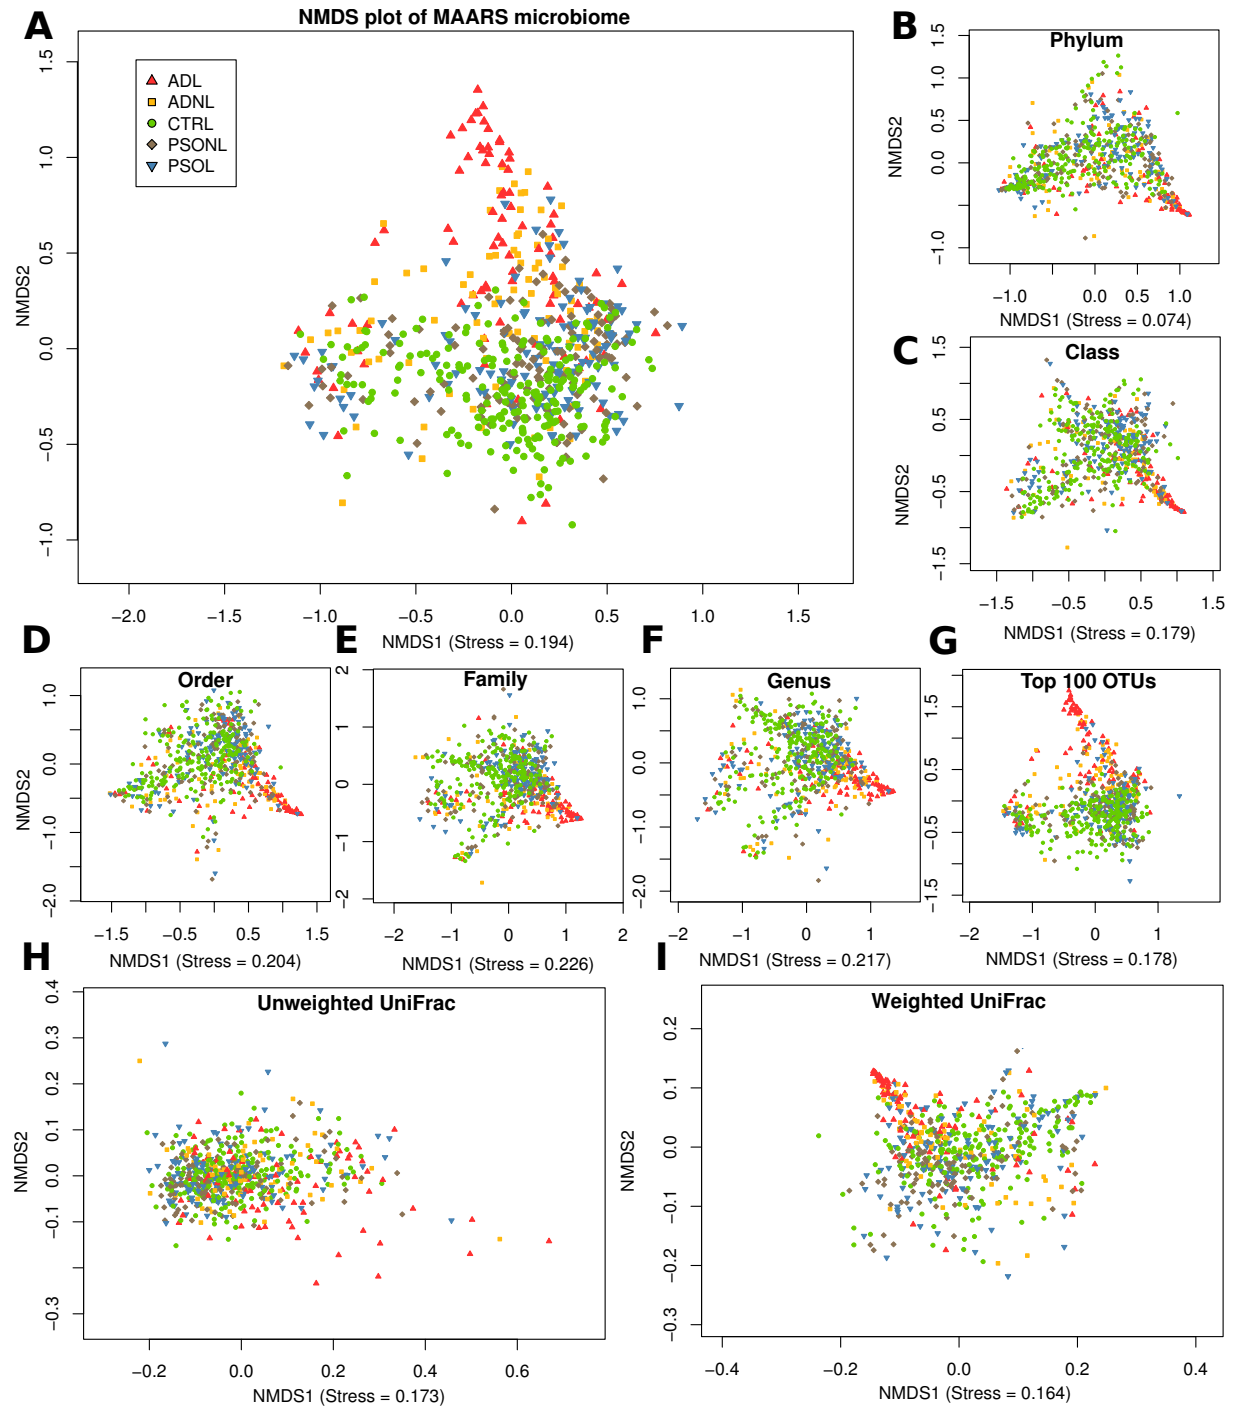 A
NMDS plot of MAARS microbiome
ADL
ADNL
CTRL
PSONL
PSOL
1.5
1.0
0.5
0.0
−0.5
−1.0
NMDS2
−2.0 −1.5 −1.0 −0.5 0.0 0.5 1.0 1.5
NMDS1 (Stress = 0.194)
B
Phylum
1.5
1.0
0.5
0.0
−1.0
NMDS2
−1.0 0.0 0.5 1.0
NMDS1 (Stress = 0.074)
C
Class
1.5
0.5
−0.5
−1.5
NMDS2
−1.5 −0.5 0.5 1.5
NMDS1 (Stress = 0.179)
D
Order
1.0
0.0
−1.0
−2.0
NMDS2
−1.5 −0.5 0.5 1.5
NMDS1 (Stress = 0.204)
E
Family
2
1
0
−1
−2
−2 −1 0 1 2
NMDS1 (Stress = 0.226)
F
Genus
1.0
0.0
−1.0
−2.0
−2 −1 0 1
NMDS1 (Stress = 0.217)
G
Top 100 OTUs
1.5
0.5
−0.5
−1.5
−2 −1 0 1
NMDS1 (Stress = 0.178)
H
Unweighted UniFrac
0.4
0.3
0.2
0.1
0.0
−0.1
−0.3
NMDS2
−0.2 0.0 0.2 0.4 0.6
NMDS1 (Stress = 0.173)
I
Weighted UniFrac
0.2
0.1
0.0
−0.1
−0.2
−0.3
NMDS2
−0.4 −0.2 0.0 0.2 0.4
NMDS1 (Stress = 0.164)